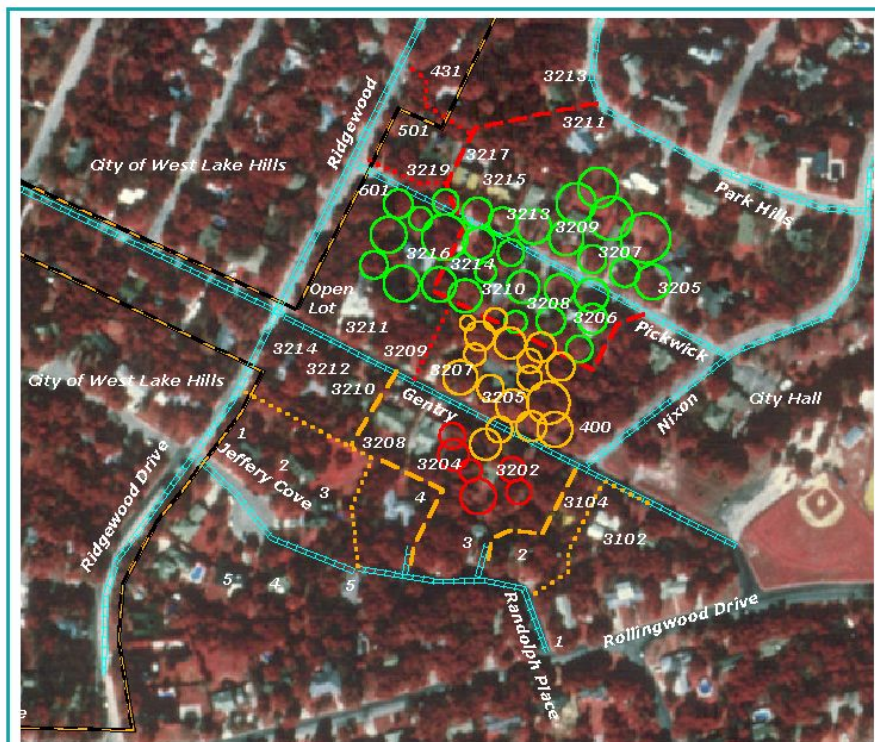 431
3213
501
3211
Ridgewood
3217
City of West Lake Hills
3219
3215
601
Park Hills
3213
3209
3207
3216
3214
3205
Open
Lot
3210
3208
3206
3211
Pickwick
3214
3209
City of West Lake Hills
3212
3207
3210
3205
Gentry
City Hall
Nixon
400
1
3208
Jeffery Cove
2
3204
3202
3
4
3104
Ridgewood Drive
3102
3
2
5
4
5
Randolph Place
1
Rollingwood Drive
e